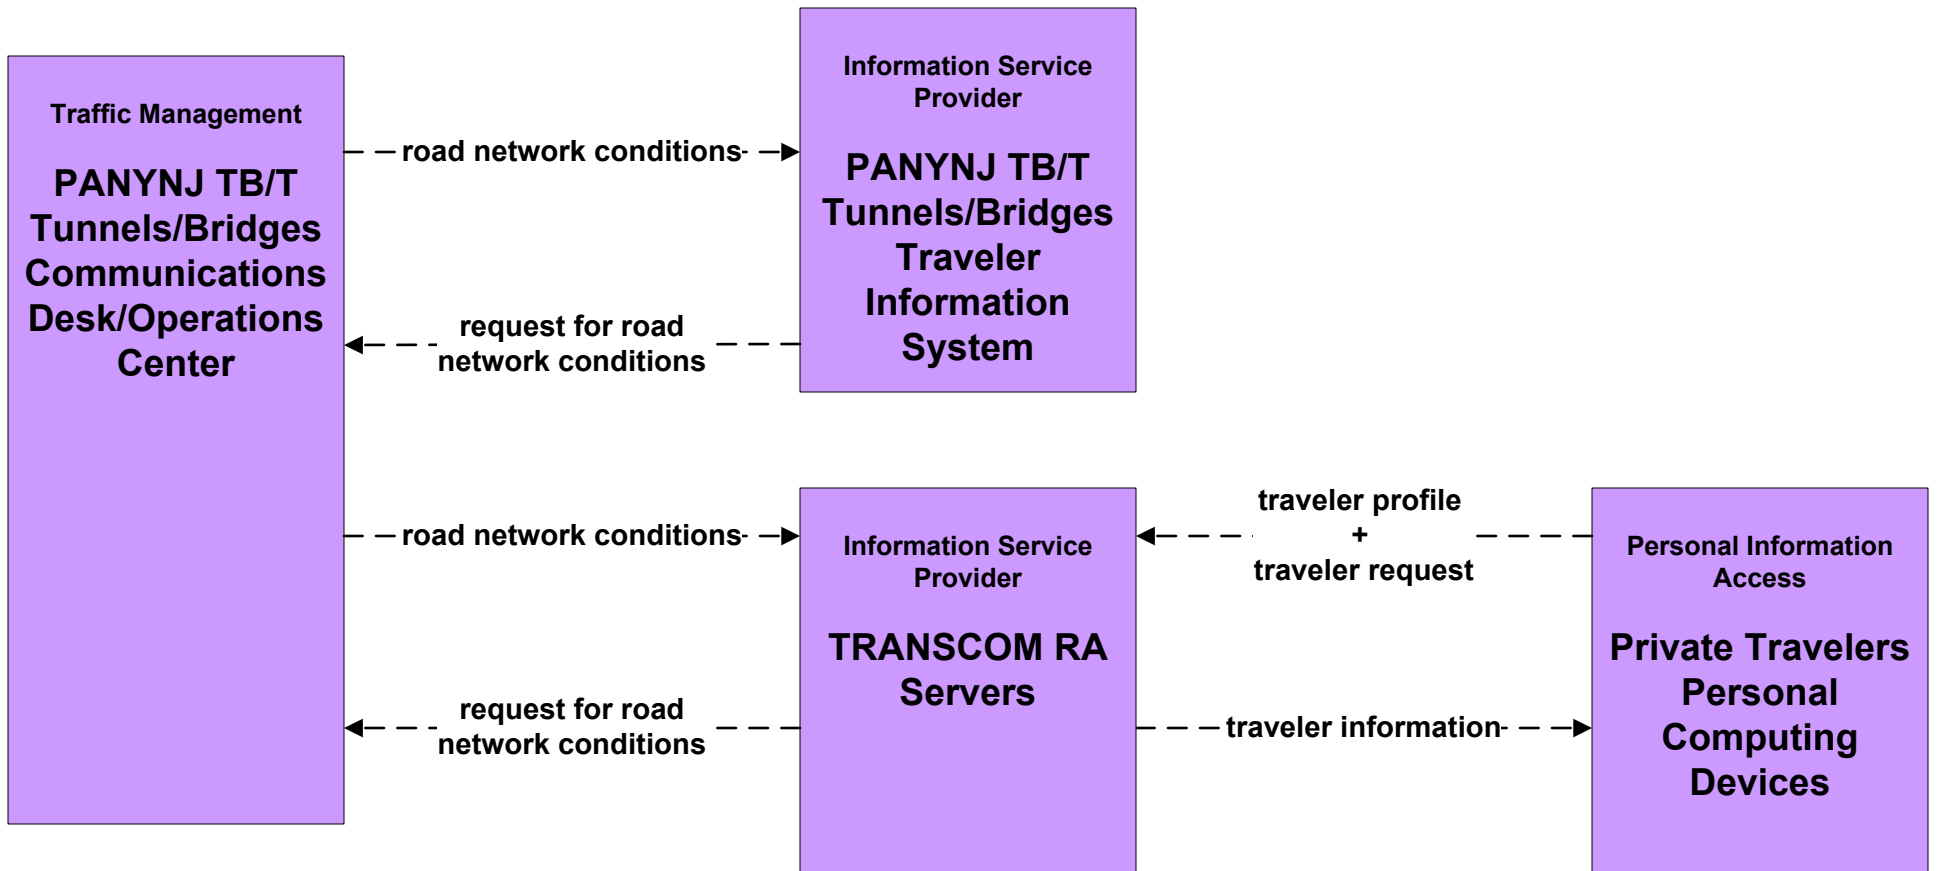 Traffic Management
PANYNJ TB/T
Tunnels/Bridges
Communications
Desk/Operations
Center
road network conditions
request for road
network conditions
Information Service
Provider
PANYNJ TB/T
Tunnels/Bridges
Traveler
Information
System
road network conditions
request for road
network conditions
Information Service
Provider
TRANSCOM RA
Servers
traveler profile
+
traveler request
traveler information
Personal Information
Access
Private Travelers
Personal
Computing
Devices